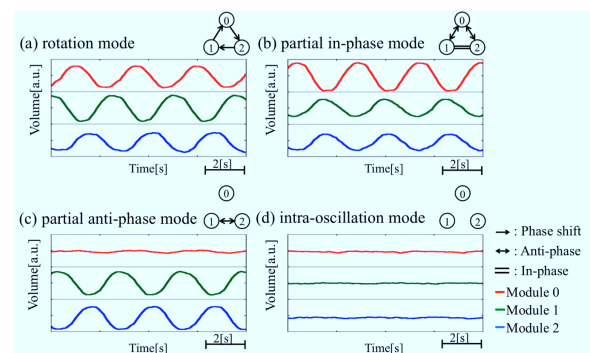 0
1 2
(a) rotation mode
Volume[a.u.]
Time[s]
2[s]
0
1 2
(b) partial in-phase mode
Volume[a.u.]
Time[s]
2[s]
0
1 2
(c) partial anti-phase mode
Volume[a.u.]
Time[s]
2[s]
0
1 2
(d) intra-oscillation mode
Volume[a.u.]
Time[s]
2[s]
: Phase shift
: Anti-phase
: In-phase
Module 0
Module 1
Module 2